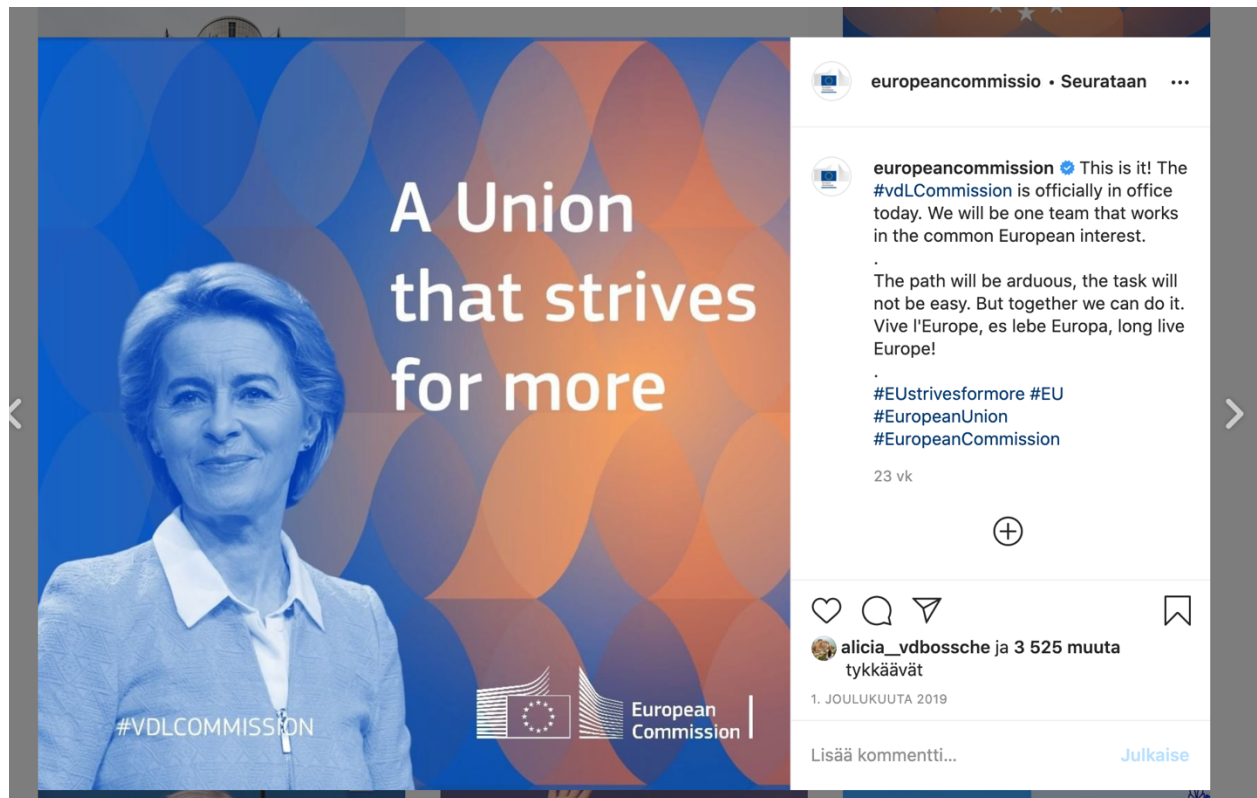 A Union
that strives
for more
#VDLCOMMISSION
European
Commission
europeancommissio • Seurataan
europeancommission This is it! The
#vdLCommission is officially in office
today. We will be one team that works
in the common European interest.
.
The path will be arduous, the task will
not be easy. But together we can do it.
Vive l'Europe, es lebe Europa, long live
Europe!
.
#EUstrivesformore #EU
#EuropeanUnion
#EuropeanCommission
23 vk
alicia__vdbossche ja 3 525 muuta
tykkäävät
1. JOULUKUUTA 2019
Lisää kommentti...
Julkaise